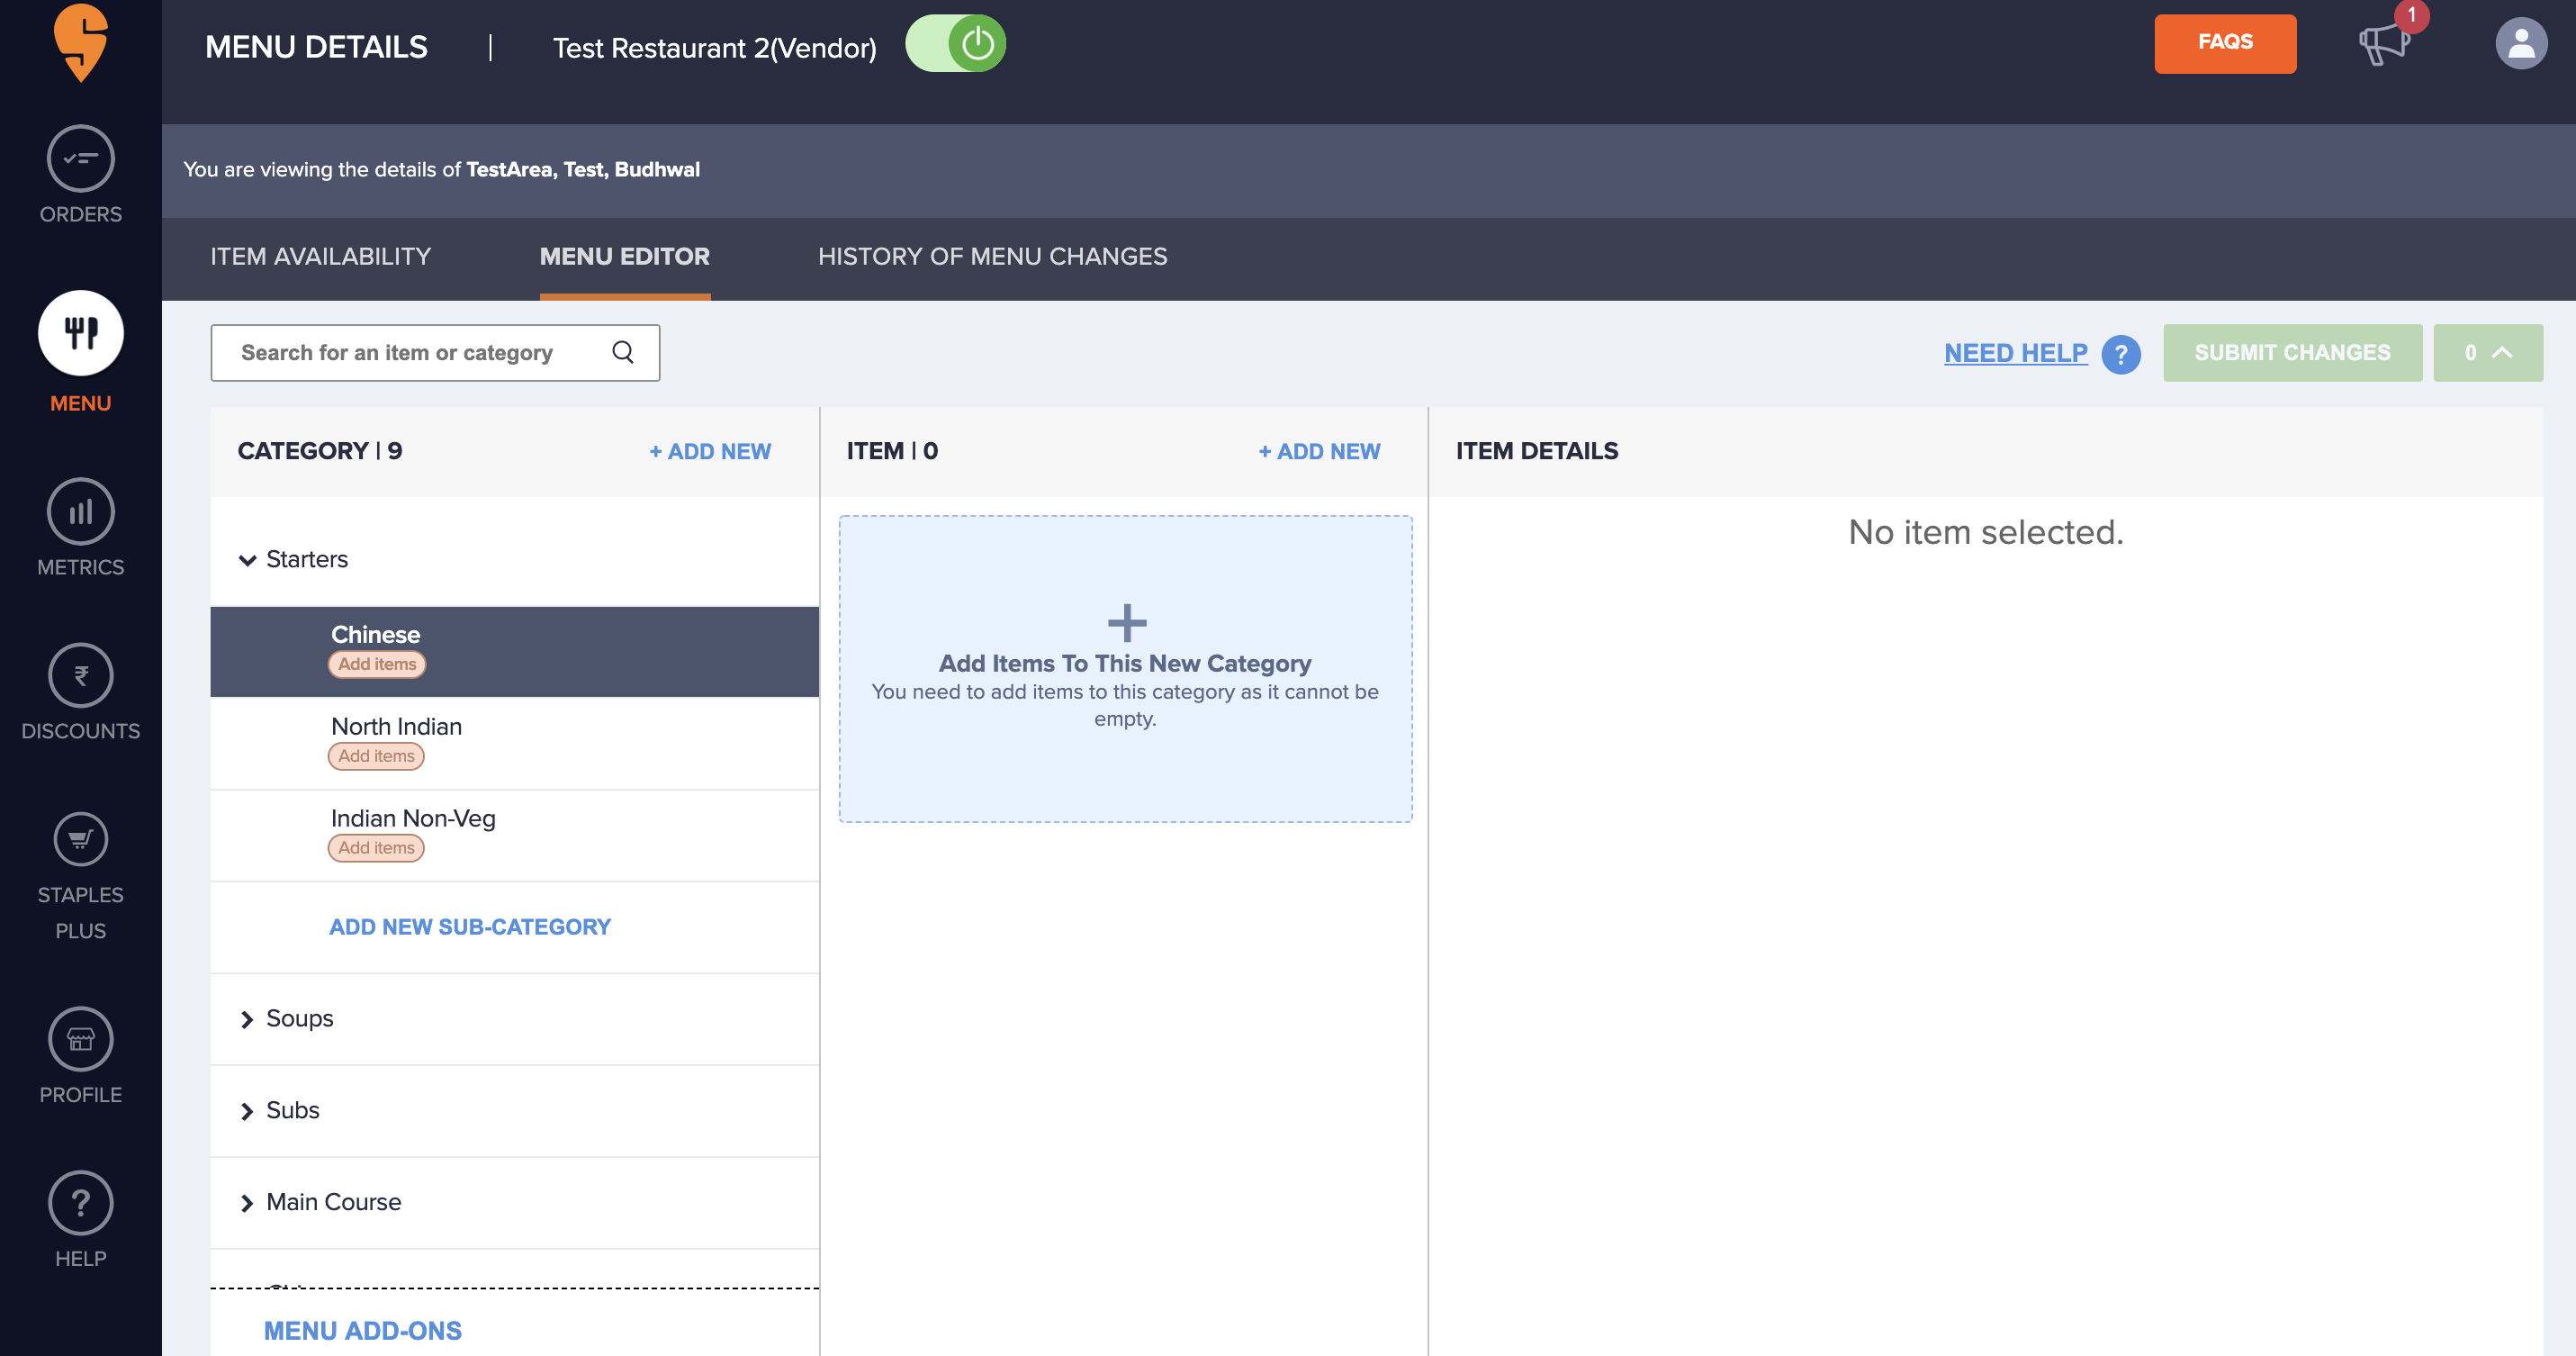 MENU DETAILS | Test Restaurant 2(Vendor)
FAQS
1
You are viewing the details of TestArea, Test, Budhwal
ITEM AVAILABILITY MENU EDITOR HISTORY OF MENU CHANGES
ORDERS
MENU
METRICS
₹
DISCOUNTS
STAPLES
PLUS
PROFILE
?
HELP
Search for an item or category
NEED HELP ?
SUBMIT CHANGES
0
CATEGORY | 9 + ADD NEW
Starters
Chinese
Add items
North Indian
Add items
Indian Non-Veg
Add items
ADD NEW SUB-CATEGORY
Soups
Subs
Main Course
MENU ADD-ONS
ITEM | 0 + ADD NEW
Add Items To This New Category
You need to add items to this category as it cannot be
empty.
ITEM DETAILS
No item selected.